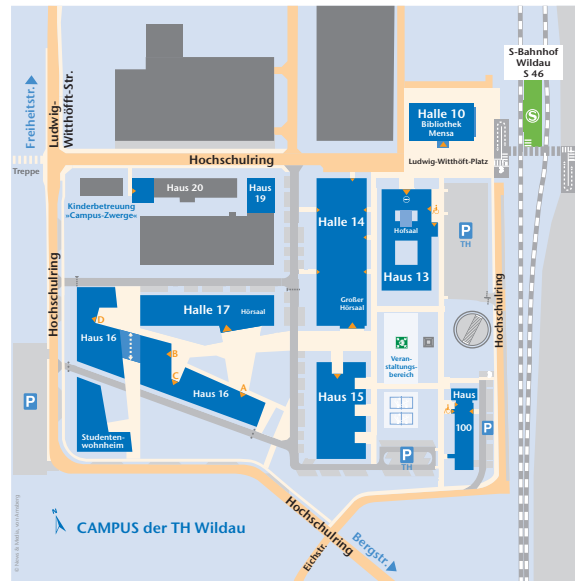 S-Bahnhof
Wildau
S 46
S
Freiheitstr.
Ludwig-
Witthöfft-Str.
Treppe
Halle 10
Bibliothek
Mensa
Ludwig-Witthöft-Platz
Hochschulring
Haus 20
Haus
19
Kinderbetreuung
»Campus-Zwerge“
Halle 14
Hofsaal
Haus 13
P
TH
Hochschulring
Hochschulring
Halle 17
Hörsaal
Großer
Hörsaal
Haus 16
D
B
C
A
Haus 16
Veran-
staltungs-
bereich
Haus 15
Haus
100
P
P
P
TH
Studenten-
wohnheim
CAMPUS der TH Wildau
Hochschulring
Eichstr.
Bergstr.